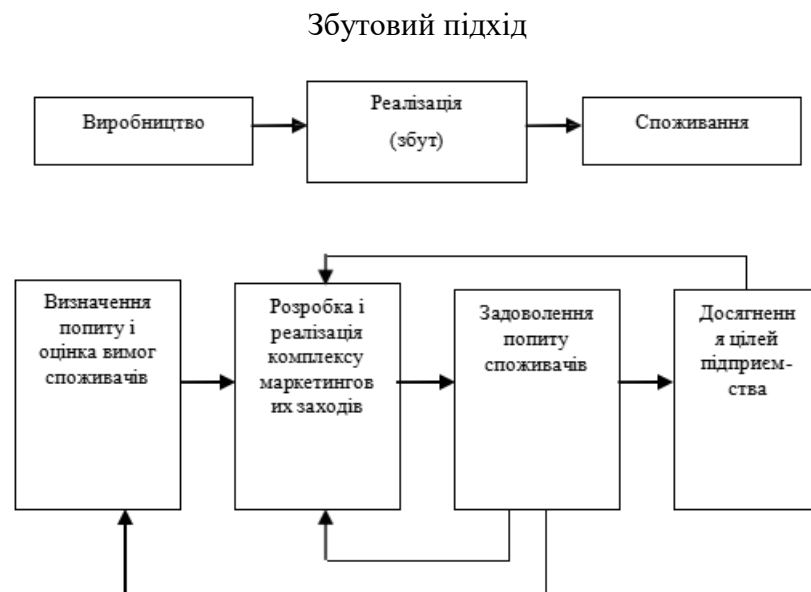 Збутовий підхід
Виробництво
Реалізація
(збут)
Споживання
Визначення
попиту і
оцінка вимог
споживачів
Розробка і
реалізація
комплексу
маркетингов
их заходів
Задоволення
попиту
споживачів
Досягненн
я цілей
підприєм-
ства